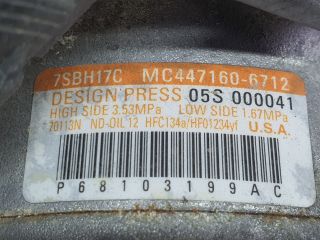 7SBH17C MC447160-6712
DESIGN PRESS 05S 000041
HIGH SIDE 3.53MPa LOW SIDE 1.67MPa
70113N ND-OIL 12 HFC134a/HFO1234yf U.S.A.
P68103199AC